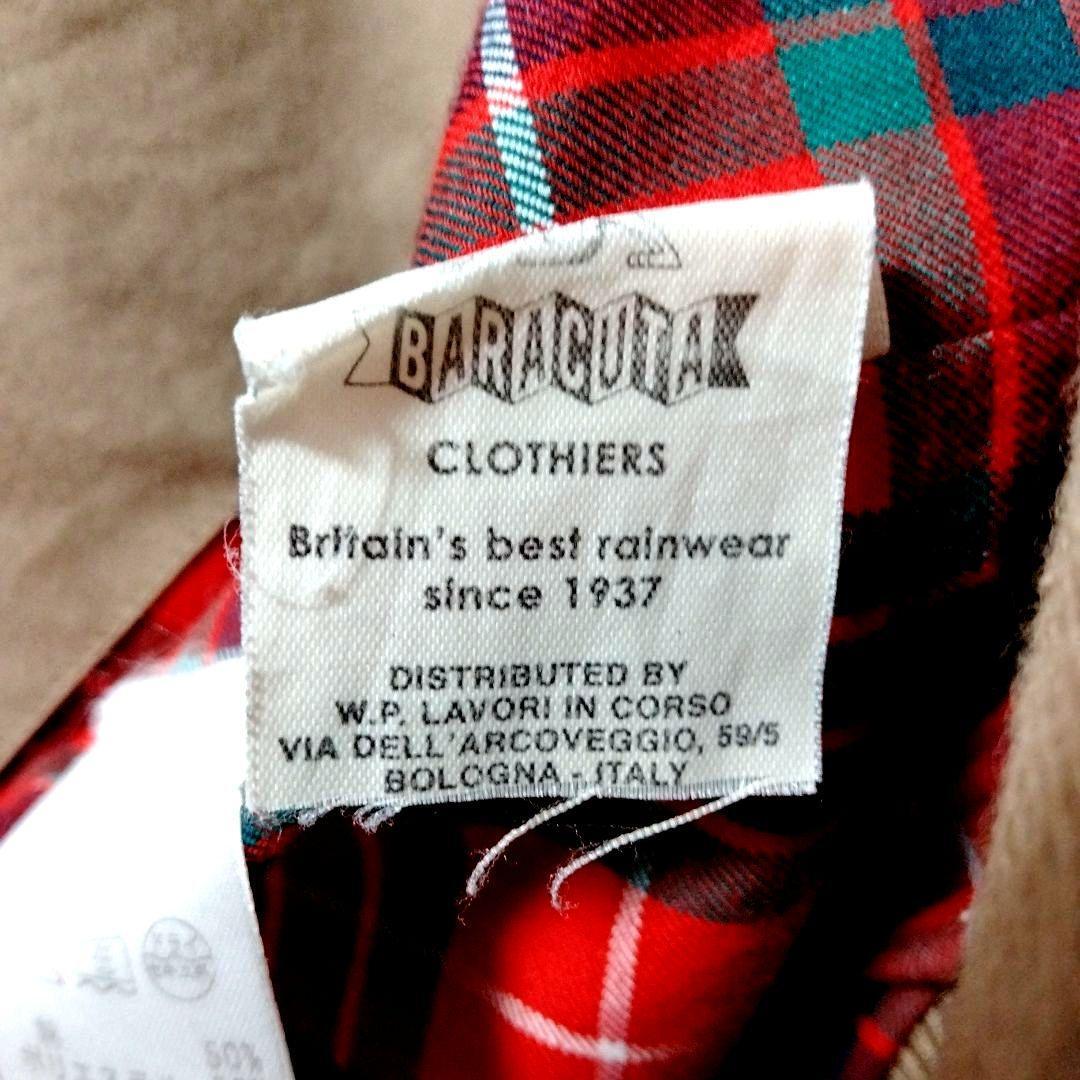 BARACUTA
CLOTHIERS
Britain's best rainwear
since 1937
DISTRIBUTED BY
W.P. LAVORI IN CORSO
VIA DELL'ARCOVEGGIO, 59/5
BOLOGNA - ITALY
50%